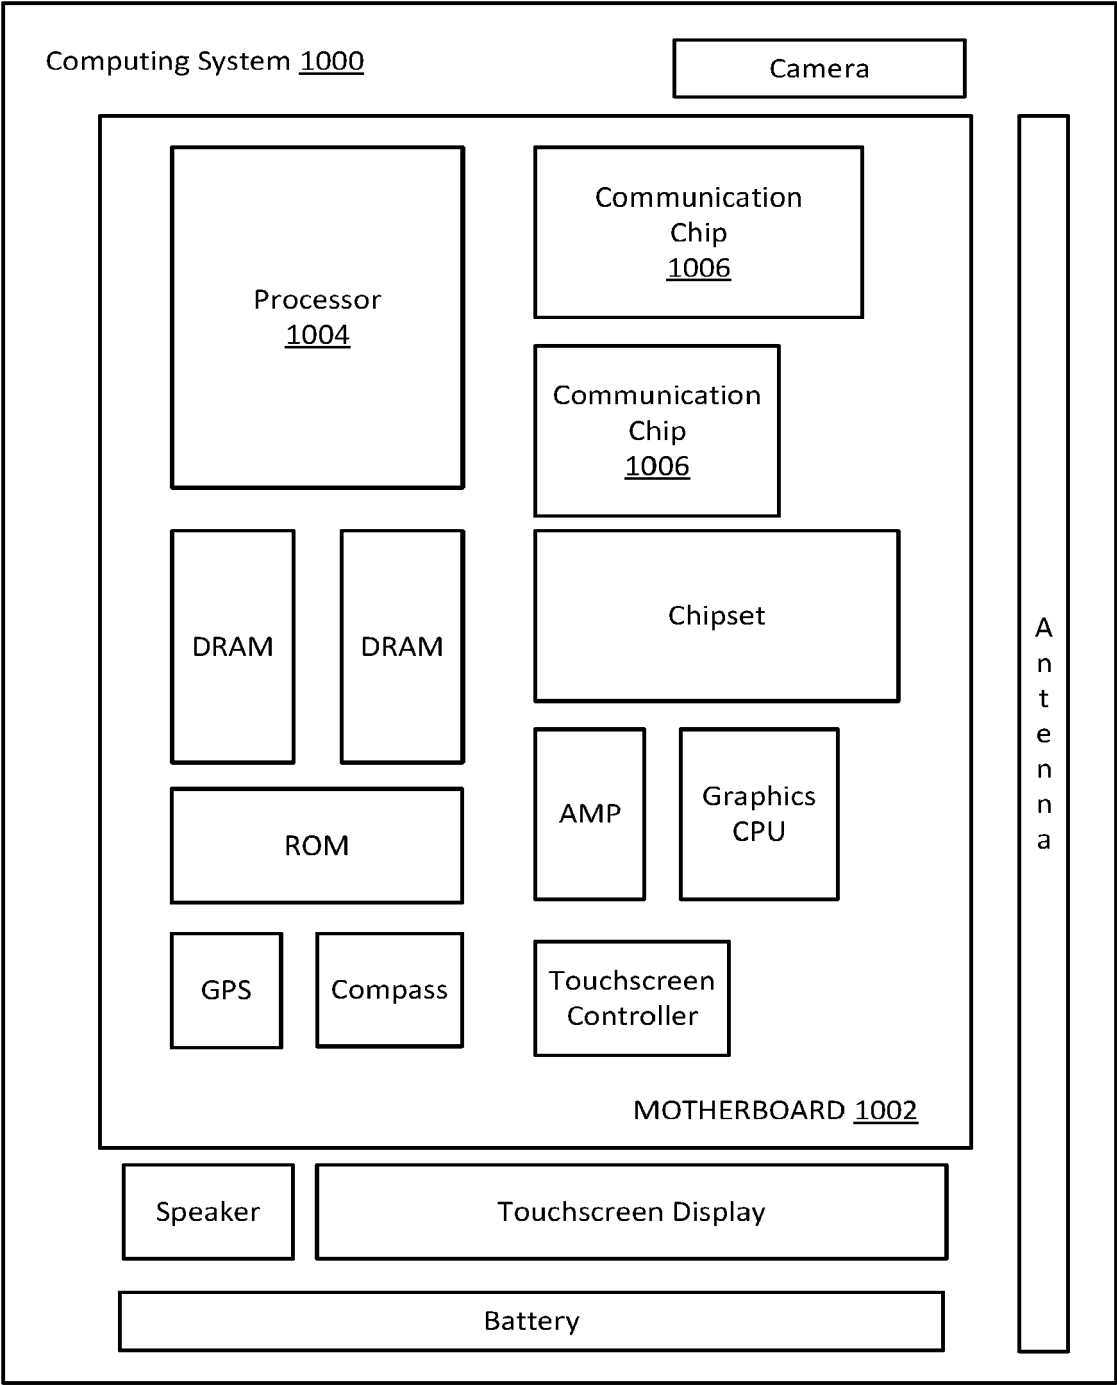 Computing System 1000
Camera
Processor
1004
Communication
Chip
1006
Communication
Chip
1006
DRAM
DRAM
Chipset
ROM
AMP
Graphics
CPU
GPS
Compass
Touchscreen
Controller
MOTHERBOARD 1002
Speaker
Touchscreen Display
Battery
A
n
t
e
n
n
a